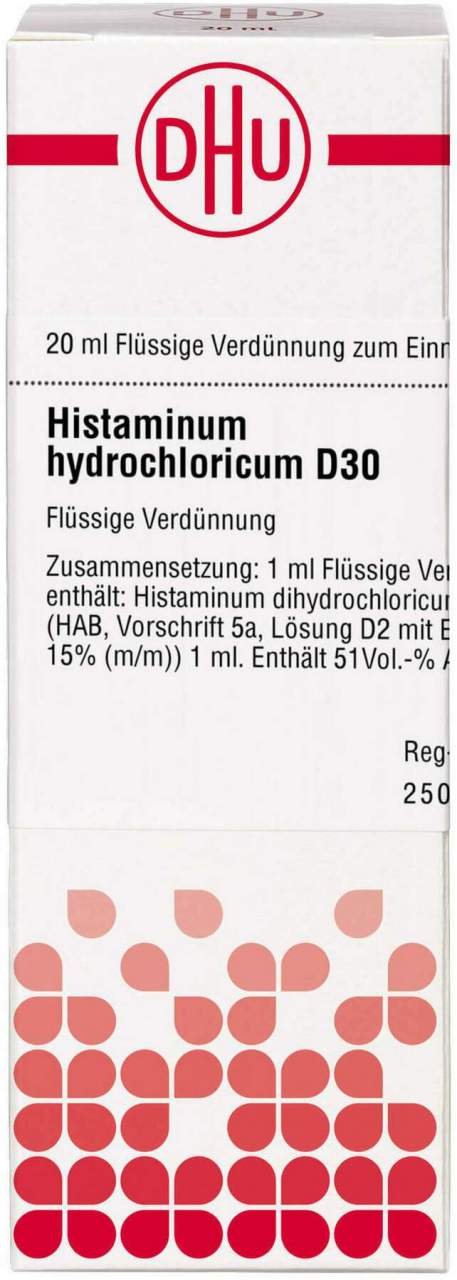 20 ml
DHU
20 ml Flüssige Verdünnung zum Einn
Histaminum
hydrochloricum D30
Flüssige Verdünnung
Zusammensetzung: 1 ml Flüssige Ve
enthält: Histaminum dihydrochloricu
(HAB, Vorschrift 5a, Lösung D2 mit E
15% (m/m)) 1 ml. Enthält 51Vol.-% A
Reg-
250